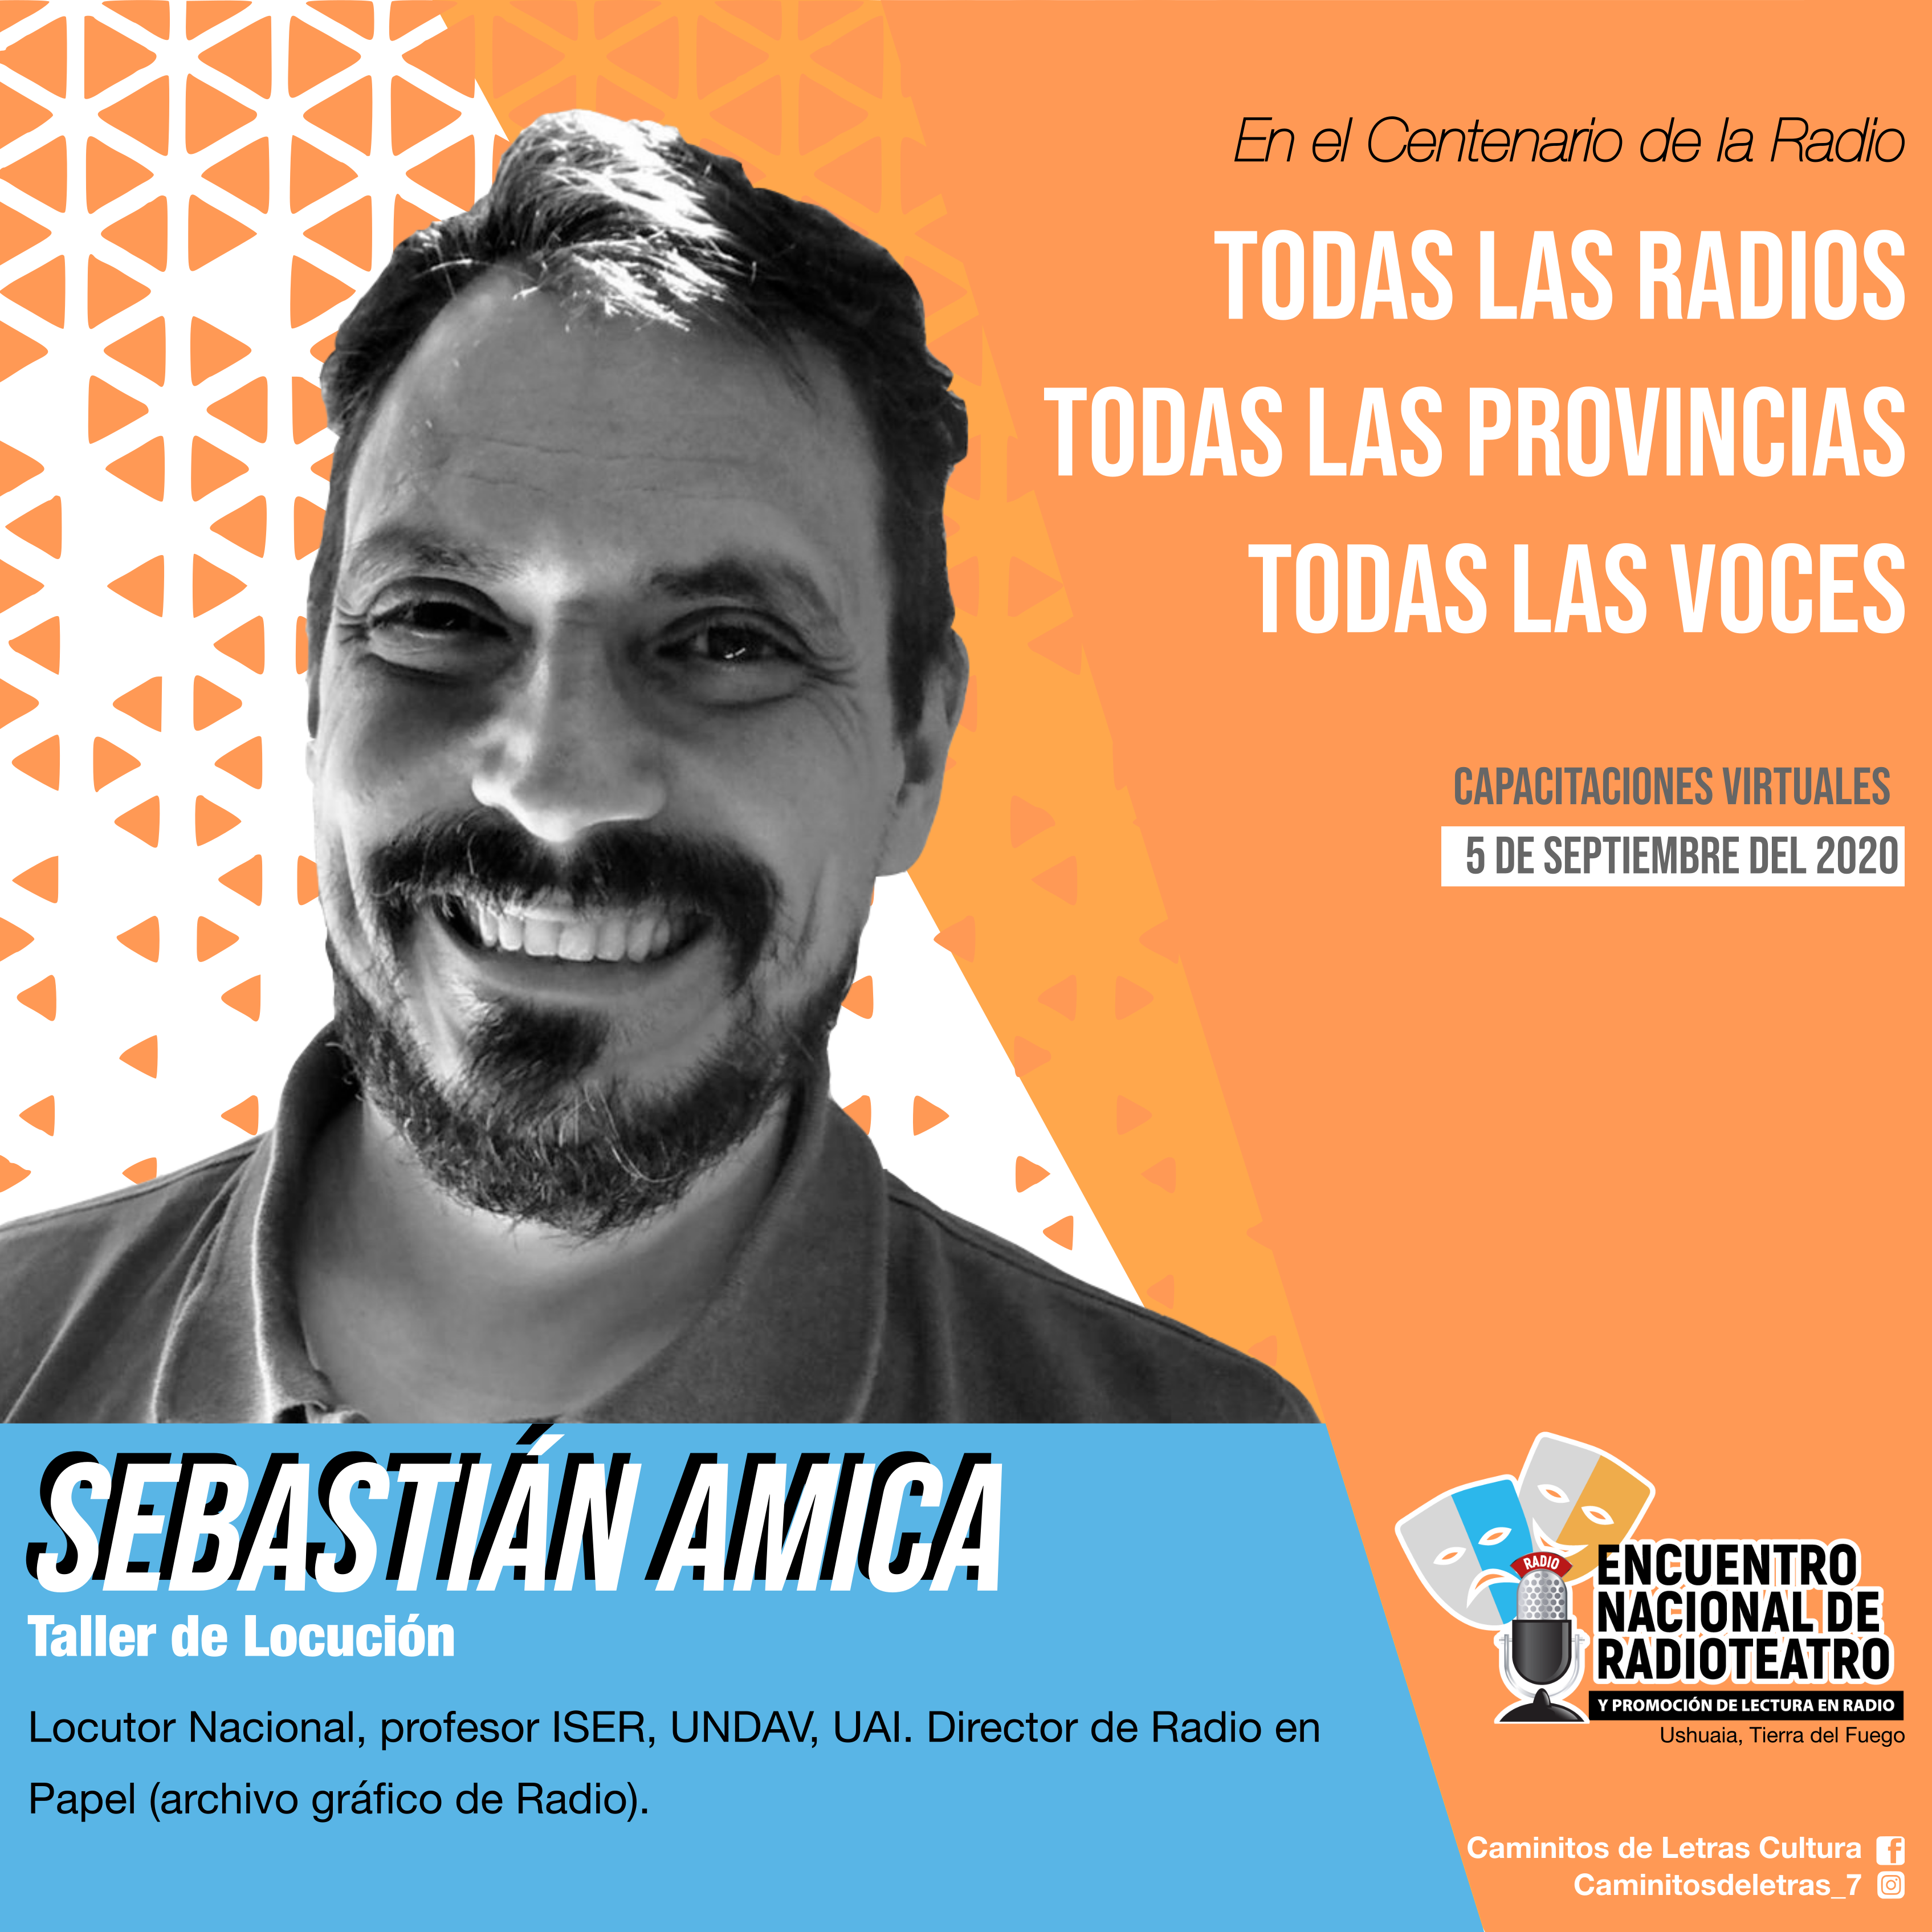 En el Centenario de la Radio
TODAS LAS RADIOS
TODAS LAS PROVINCIAS
TODAS LAS VOCES
CAPACITACIONES VIRTUALES
5 DE SEPTIEMBRE DEL 2020
SEBASTIÁN AMICA
Taller de Locución
Locutor Nacional, profesor ISER, UNDAV, UAI. Director de Radio en
Papel (archivo gráfico de Radio).
RADIO
ENCUENTRO
NACIONAL DE
RADIOTEATRO
Y PROMOCIÓN DE LECTURA EN RADIO
Ushuaia, Tierra del Fuego
Caminitos de Letras Cultura
Caminitosdeletras_7